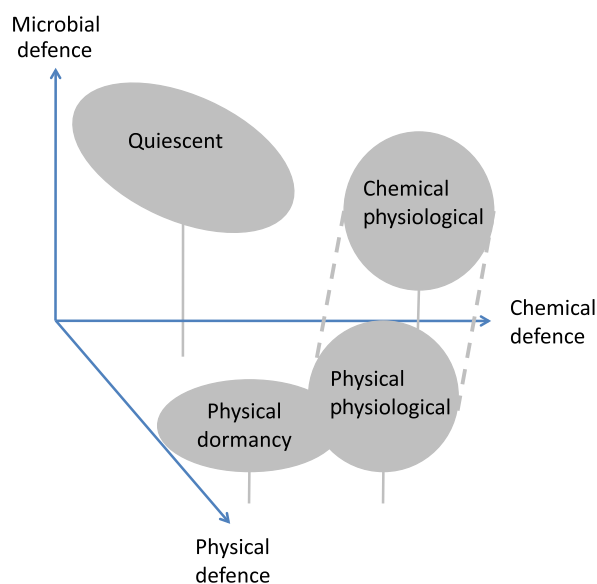 Microbial
defence
Quiescent
Chemical
physiological
Chemical
defence
Physical
physiological
Physical
dormancy
Physical
defence